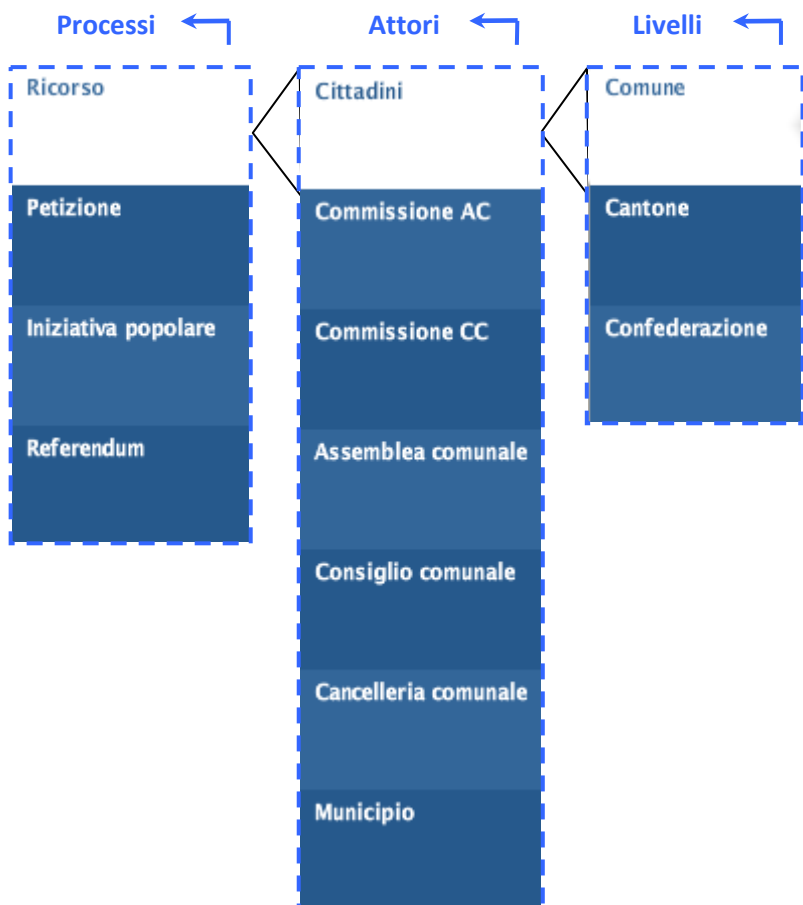 Processi
Attori
Livelli
Ricorso
Petizione
Iniziativa popolare
Referendum
Cittadini
Commissione AC
Commissione CC
Assemblea comunale
Consiglio comunale
Cancelleria comunale
Municipio
Comune
Cantone
Confederazione